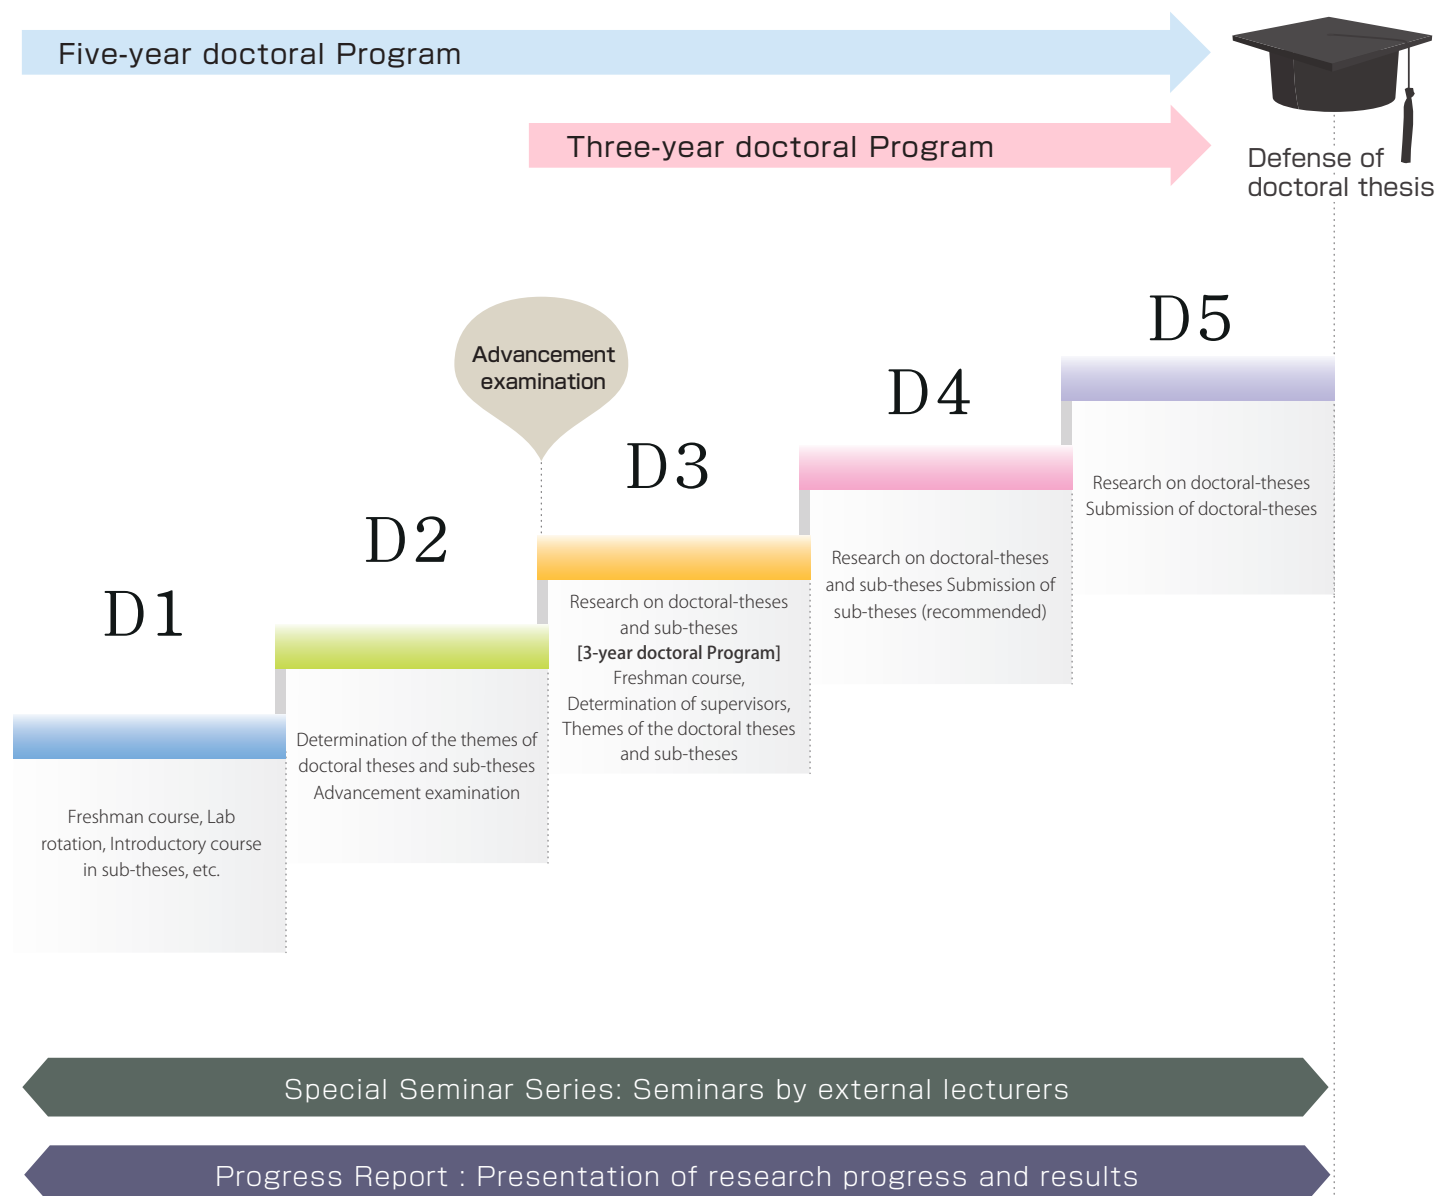 Five-year doctoral Program
Three-year doctoral Program
Defense of
doctoral thesis
Advancement
examination
D1
Freshman course, Lab
rotation, Introductory course
in sub-theses, etc.
D2
Determination of the themes of
doctoral theses and sub-theses
Advancement examination
D3
Research on doctoral-theses
and sub-theses
[3-year doctoral Program]
Freshman course,
Determination of supervisors,
Themes of the doctoral theses
and sub-theses
D4
Research on doctoral-theses
and sub-theses Submission of
sub-theses (recommended)
D5
Research on doctoral-theses
Submission of doctoral-theses
Special Seminar Series: Seminars by external lecturers
Progress Report : Presentation of research progress and results